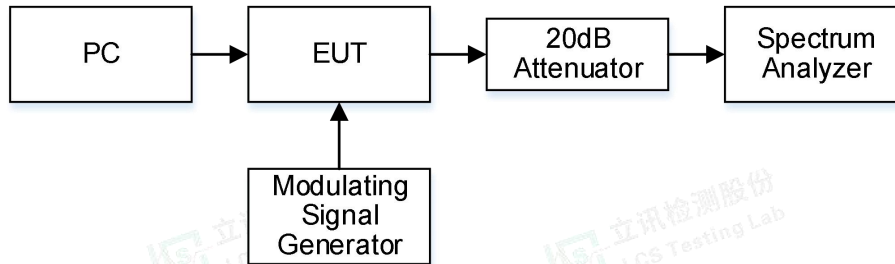 PC
EUT
20dB
Attenuator
Spectrum
Analyzer
Modulating
Signal
Generator
立讯检测股份
LCS Testing Lab